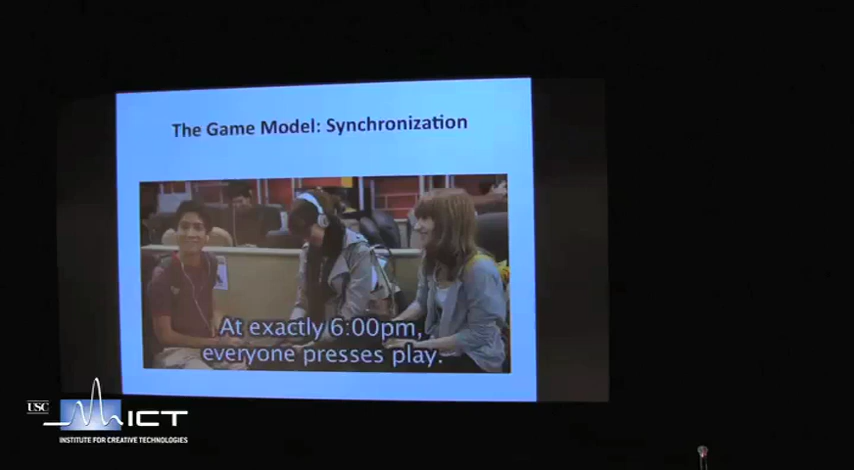 The Game Model: Synchronization
At exactly 6:00pm,
everyone presses play.
USC
ICT
INSTITUTE FOR CREATIVE TECHNOLOGIES